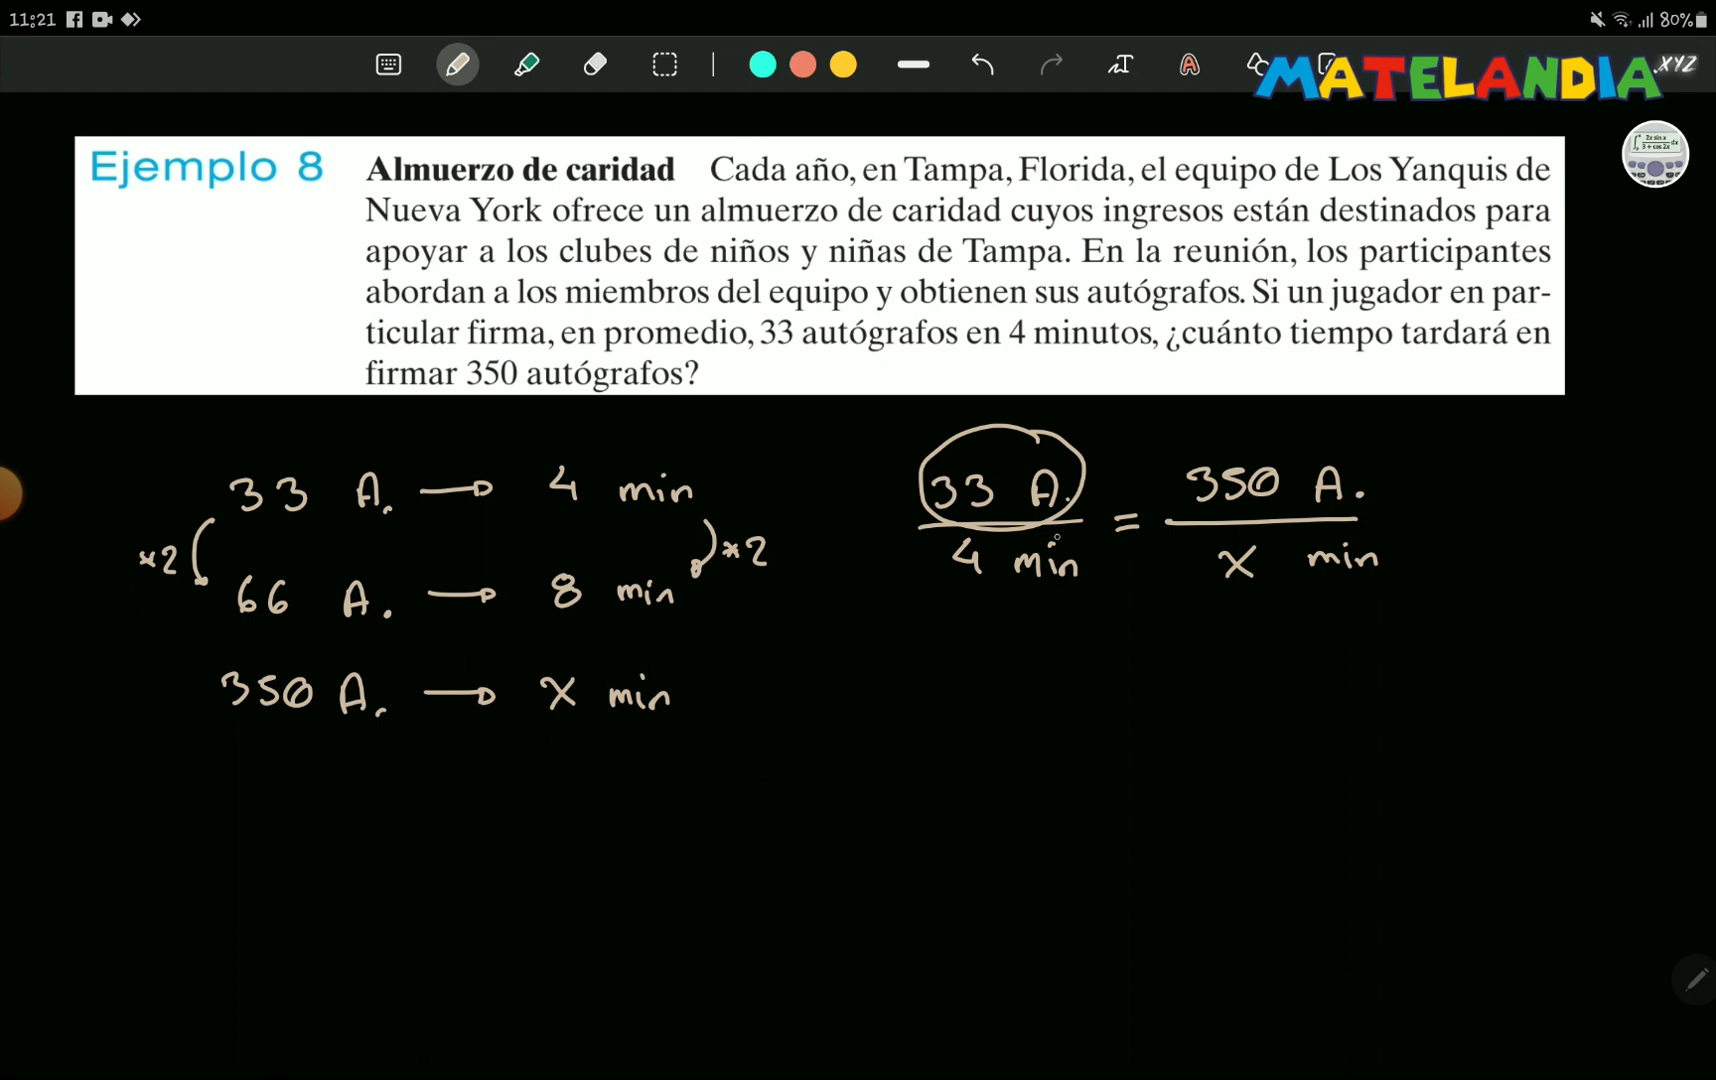 11:21
80%
MATELANDIA.XYZ
Ejemplo 8 Almuerzo de caridad Cada año, en Tampa, Florida, el equipo de Los Yanquis de
Nueva York ofrece un almuerzo de caridad cuyos ingresos están destinados para
apoyar a los clubes de niños y niñas de Tampa. En la reunión, los participantes
abordan a los miembros del equipo y obtienen sus autógrafos. Si un jugador en par-
ticular firma, en promedio, 33 autógrafos en 4 minutos, ¿cuánto tiempo tardará en
firmar 350 autógrafos?
33 A. → 4 min
*2 *2
66 A. → 8 min
350 A. → x min
33 A. = 350 A.
4 min x min